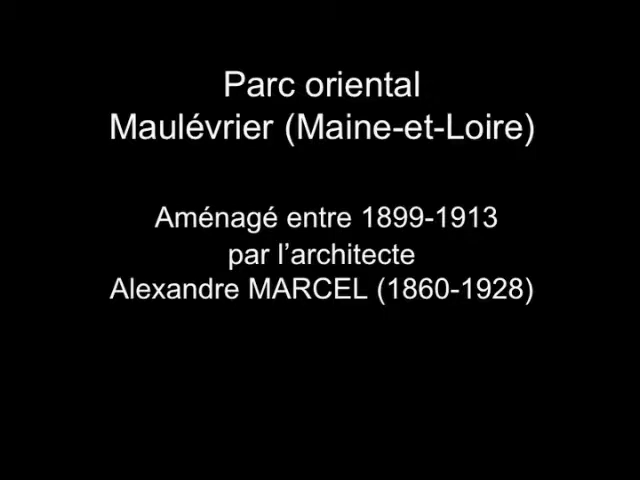 Parc oriental
Maulévrier (Maine-et-Loire)
Aménagé entre 1899-1913
par l’architecte
Alexandre MARCEL (1860-1928)